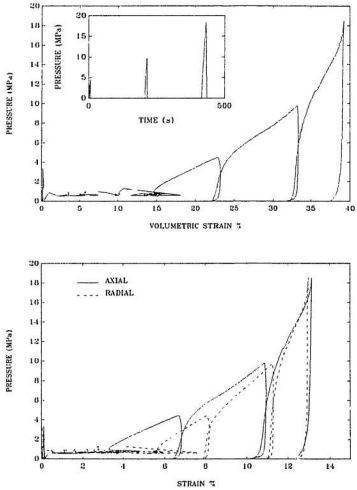 20
18
16
14
12
10
8
6
4
2
0
PRESSURE (MPa)
20
15
10
5
0
PRESSURE (MPa)
0 500
TIME (s)
0 5 10 15 20 25 30 35 40
VOLUMETRIC STRAIN %
20
18
16
14
12
10
8
6
4
2
0
PRESSURE (MPa)
AXIAL
RADIAL
0 2 4 6 8 10 12 14
STRAIN %